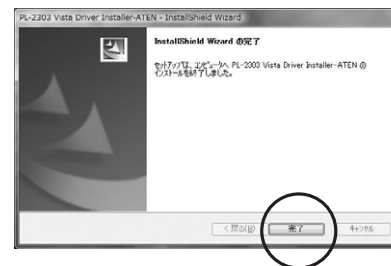 PL-2303 Vista Driver Installer-ATEN - InstallShield Wizard
InstallShield Wizard の完了
セットアップは、コンピュータへ PL-2303 Vista Driver Installer-ATEN の
インストールを終了しました。
< 戻る(B)
完了
キャンセル